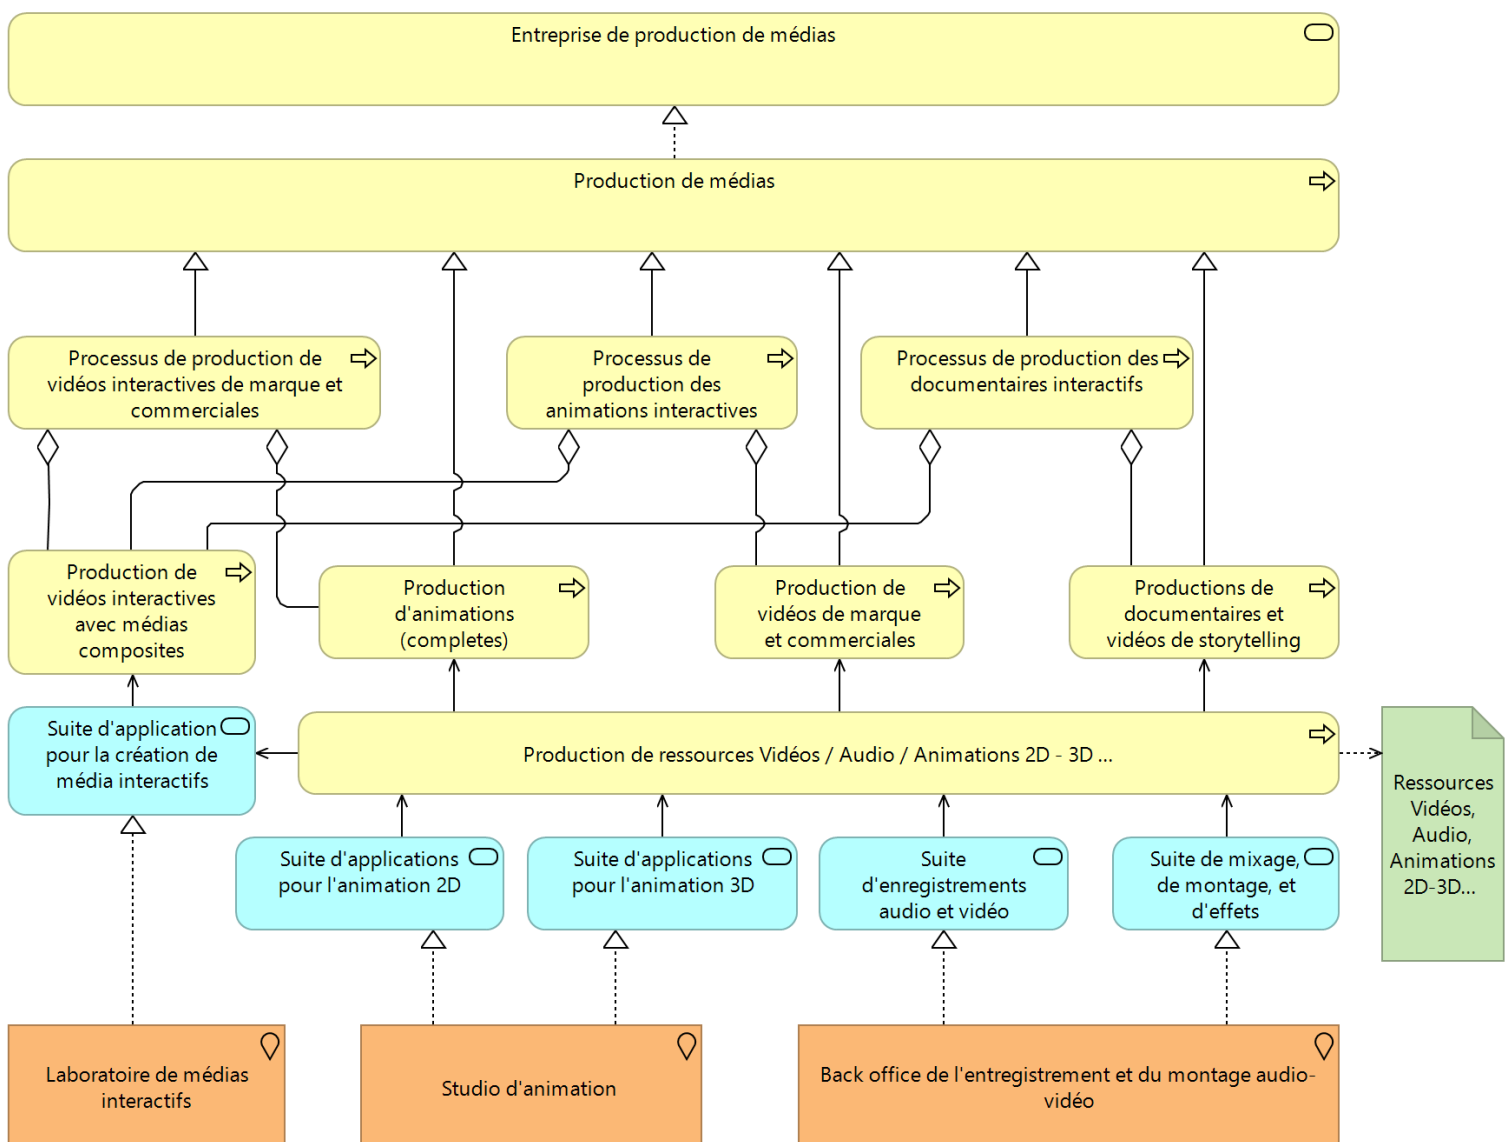 Entreprise de production de médias
Production de médias
Processus de production de
vidéos interactives de marque et
commerciales
Processus de
production des
animations interactives
Processus de production des
documentaires interactifs
Production de
vidéos interactives
avec médias
composites
Production
d'animations
(completes)
Production de
vidéos de marque
et commerciales
Productions de
documentaires et
vidéos de storytelling
Suite d'application
pour la création de
média interactifs
Production de ressources Vidéos / Audio / Animations 2D - 3D ...
Ressources
Vidéos,
Audio,
Animations
2D-3D...
Suite d'applications
pour l'animation 2D
Suite d'applications
pour l'animation 3D
Suite
d'enregistrements
audio et vidéo
Suite de mixage,
de montage, et
d'effets
Laboratoire de médias
interactifs
Studio d'animation
Back office de l'entregistrement et du montage audio-
vidéo